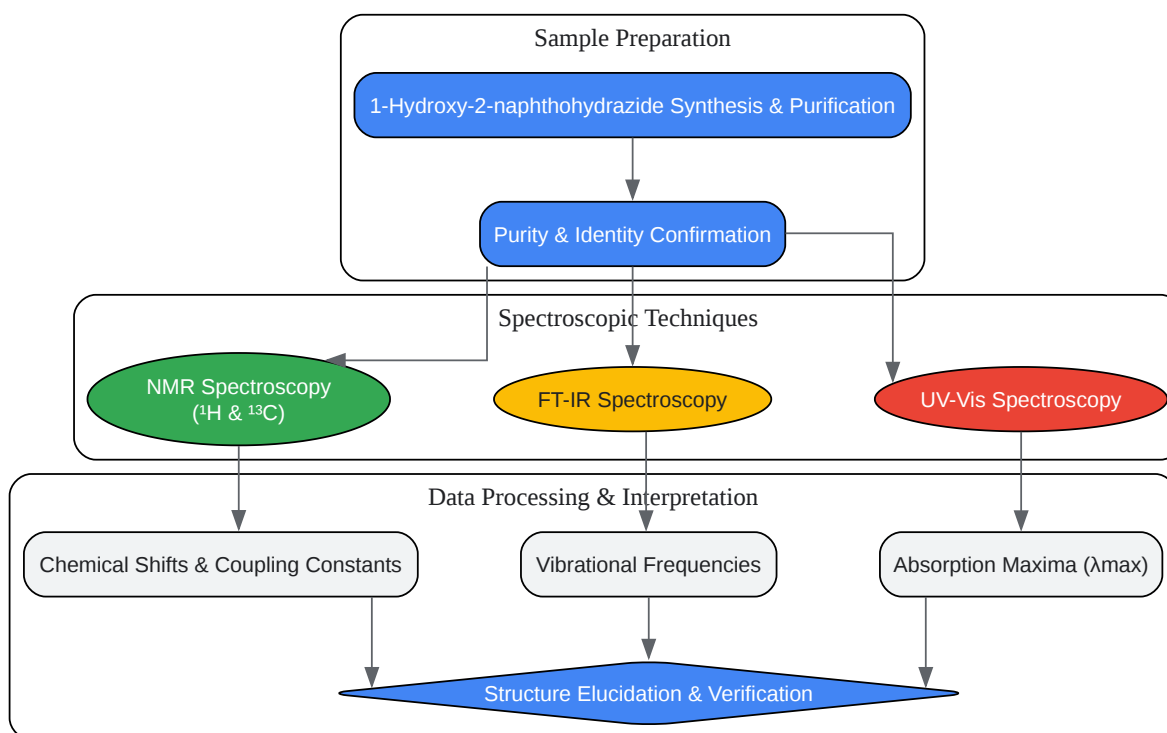 Sample Preparation
1-Hydroxy-2-naphthohydrazide Synthesis & Purification
Purity & Identity Confirmation
Spectroscopic Techniques
NMR Spectroscopy
(¹H & ¹³C)
FT-IR Spectroscopy
UV-Vis Spectroscopy
Data Processing & Interpretation
Chemical Shifts & Coupling Constants
Vibrational Frequencies
Absorption Maxima (λmax)
Structure Elucidation & Verification